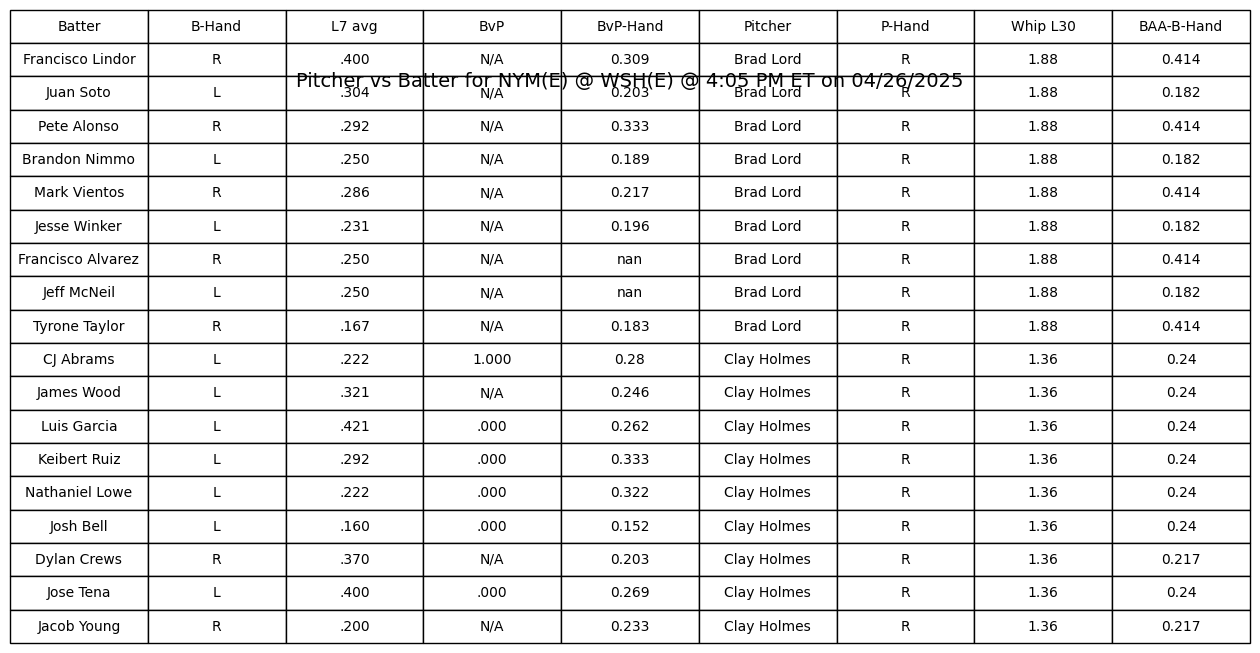 Batter B-Hand L7 avg BvP BvP-Hand Pitcher P-Hand Whip L30 BAA-B-Hand
Francisco Lindor R .400 N/A 0.309 Brad Lord R 1.88 0.414
Pitcher vs Batter for NYM(E) @ WSH(E) @ 4:05 PM ET on 04/26/2025
Juan Soto L .304 N/A 0.203 Brad Lord R 1.88 0.182
Pete Alonso R .292 N/A 0.333 Brad Lord R 1.88 0.414
Brandon Nimmo L .250 N/A 0.189 Brad Lord R 1.88 0.182
Mark Vientos R .286 N/A 0.217 Brad Lord R 1.88 0.414
Jesse Winker L .231 N/A 0.196 Brad Lord R 1.88 0.182
Francisco Alvarez R .250 N/A nan Brad Lord R 1.88 0.414
Jeff McNeil L .250 N/A nan Brad Lord R 1.88 0.182
Tyrone Taylor R .167 N/A 0.183 Brad Lord R 1.88 0.414
CJ Abrams L .222 1.000 0.28 Clay Holmes R 1.36 0.24
James Wood L .321 N/A 0.246 Clay Holmes R 1.36 0.24
Luis Garcia L .421 .000 0.262 Clay Holmes R 1.36 0.24
Keibert Ruiz L .292 .000 0.333 Clay Holmes R 1.36 0.24
Nathaniel Lowe L .222 .000 0.322 Clay Holmes R 1.36 0.24
Josh Bell L .160 .000 0.152 Clay Holmes R 1.36 0.24
Dylan Crews R .370 N/A 0.203 Clay Holmes R 1.36 0.217
Jose Tena L .400 .000 0.269 Clay Holmes R 1.36 0.24
Jacob Young R .200 N/A 0.233 Clay Holmes R 1.36 0.217